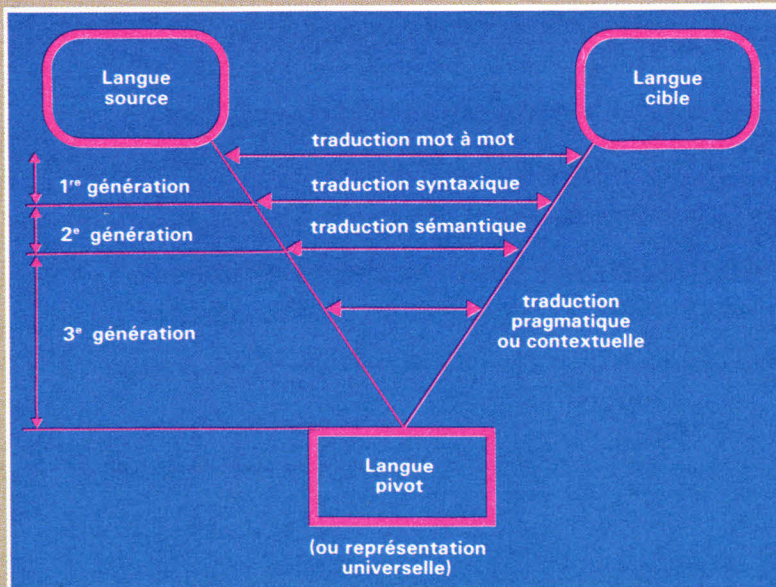 Langue
source
Langue
cible
traduction mot à mot
1re génération
traduction syntaxique
2e génération
traduction sémantique
3e génération
traduction
pragmatique
ou contextuelle
Langue
pivot
(ou représentation
universelle)